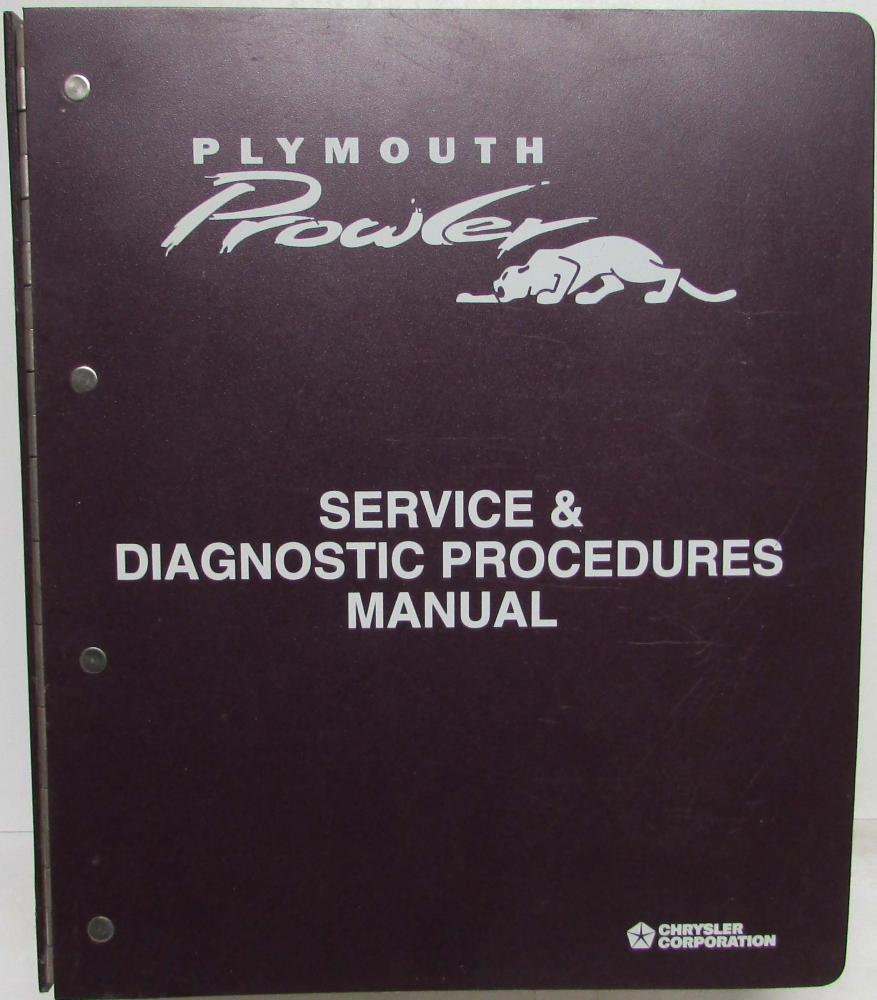 PLYMOUTH
Prowler
SERVICE &
DIAGNOSTIC PROCEDURES
MANUAL
CHRYSLER
CORPORATION